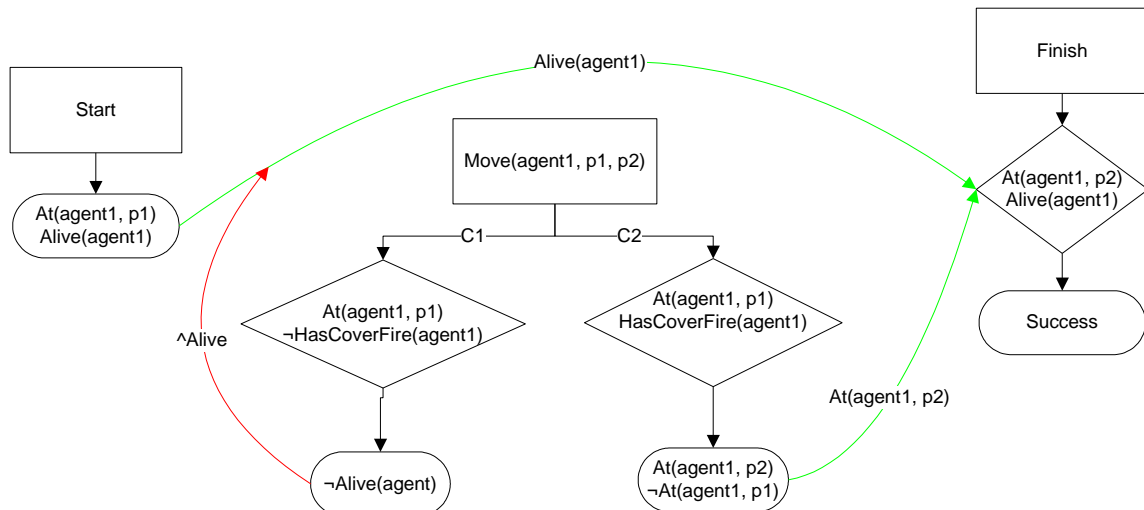 Alive(agent1)
Finish
Start
Move(agent1, p1, p2)
At(agent1, p2)
Alive(agent1)
At(agent1, p1)
Alive(agent1)
C1
C2
At(agent1, p1)
¬HasCoverFire(agent1)
At(agent1, p1)
HasCoverFire(agent1)
Success
^Alive
At(agent1, p2)
¬Alive(agent)
At(agent1, p2)
¬At(agent1, p1)